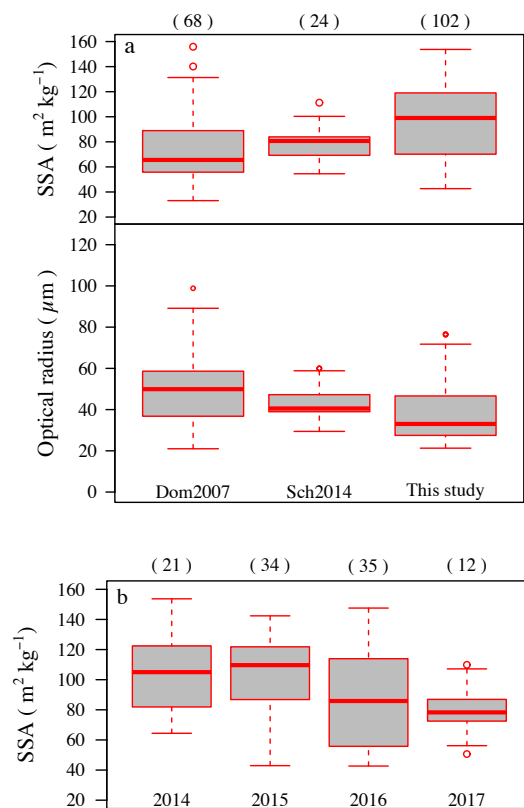 ( 68 ) ( 24 ) ( 102 )
a
160
140
120
100
80
60
40
20
SSA ( m² kg⁻¹)
120
100
80
60
40
20
0
Optical radius ( µm)
Dom2007 Sch2014 This study
( 21 ) ( 34 ) ( 35 ) ( 12 )
b
160
140
120
100
80
60
40
20
SSA ( m² kg⁻¹)
2014 2015 2016 2017